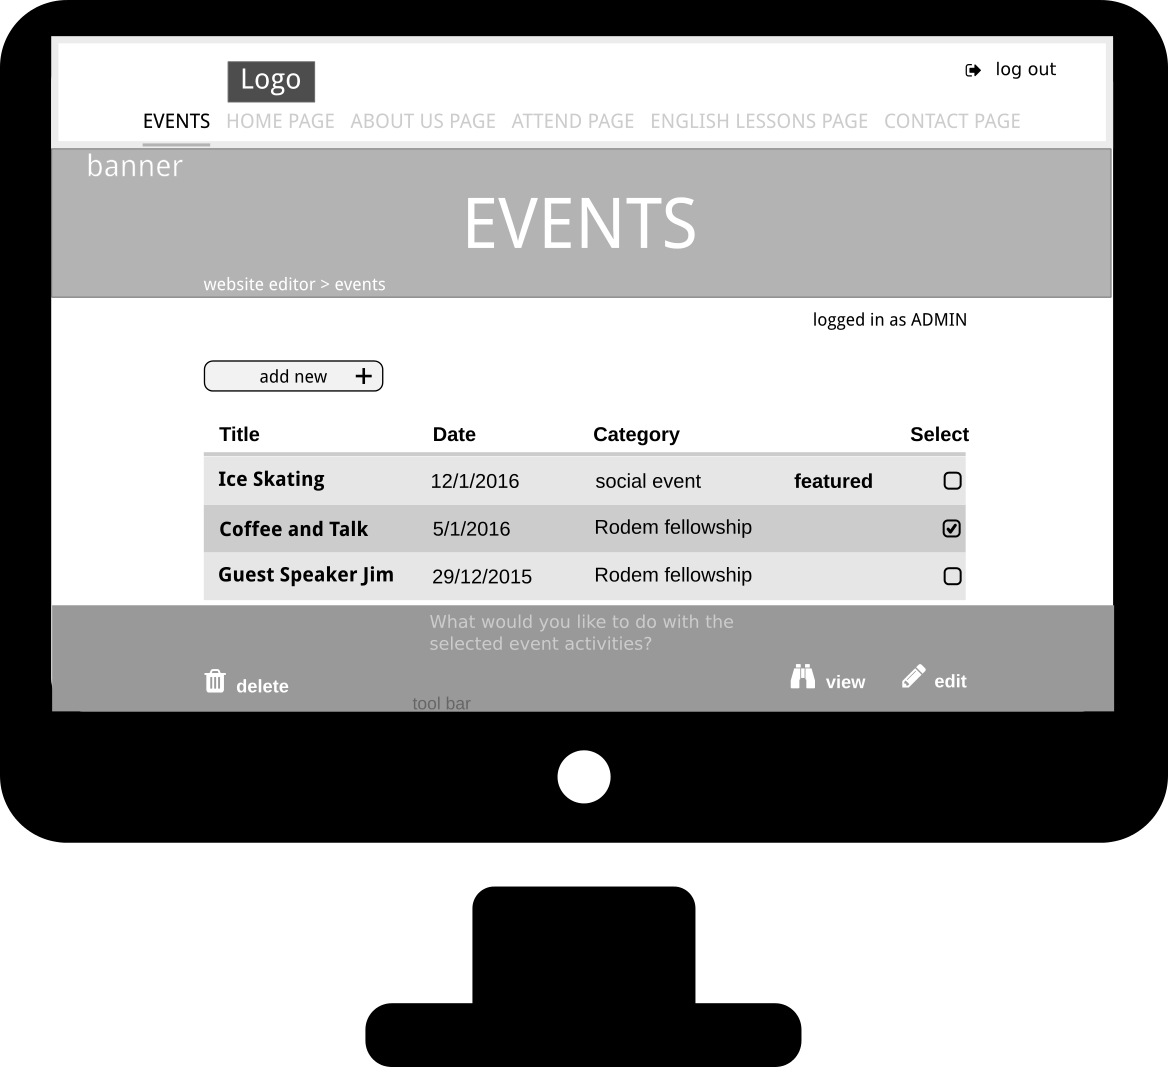 Logo
log out
EVENTS HOME PAGE ABOUT US PAGE ATTEND PAGE ENGLISH LESSONS PAGE CONTACT PAGE
banner
EVENTS
website editor > events
logged in as ADMIN
add new +
Title Date Category Select
Ice Skating 12/1/2016 social event featured
Coffee and Talk 5/1/2016 Rodem fellowship
Guest Speaker Jim 29/12/2015 Rodem fellowship
What would you like to do with the
selected event activities?
delete view edit
tool bar